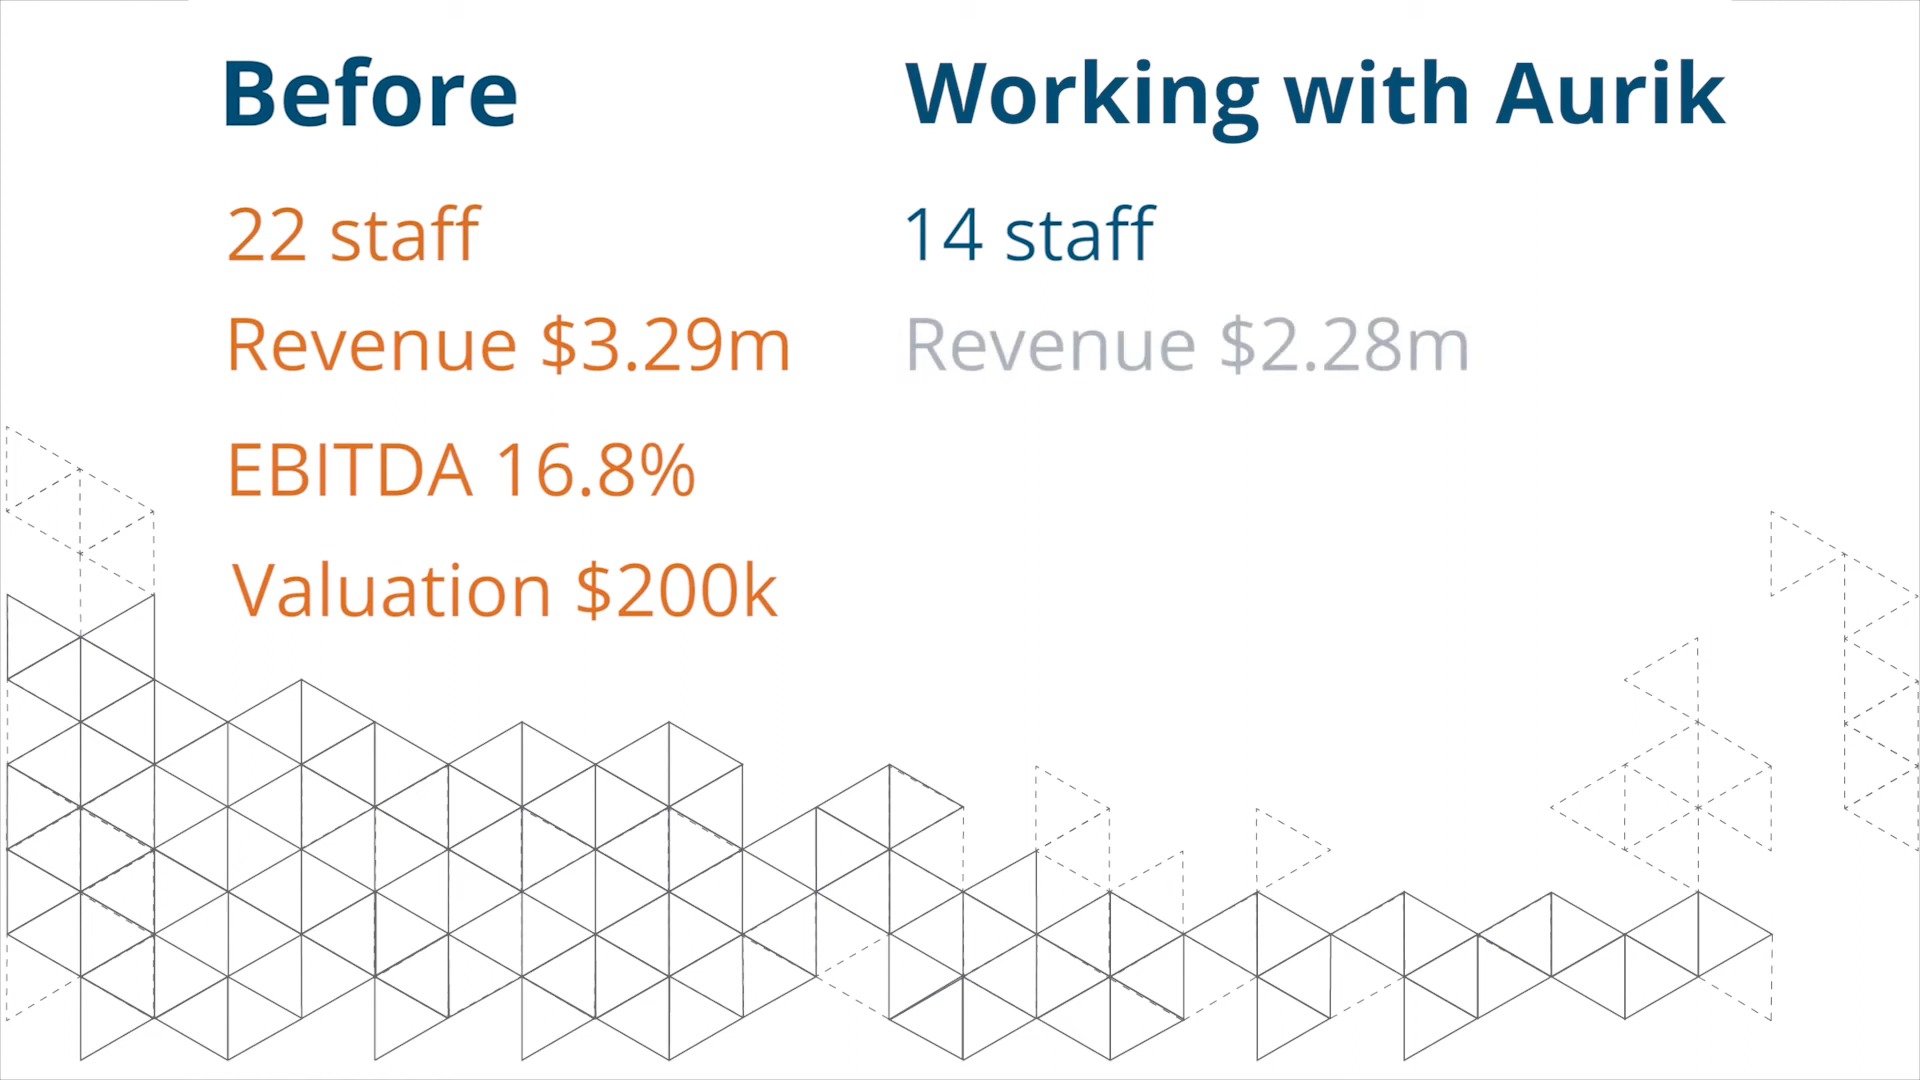 Before
22 staff
Revenue $3.29m
EBITDA 16.8%
Valuation $200k
Working with Aurik
14 staff
Revenue $2.28m